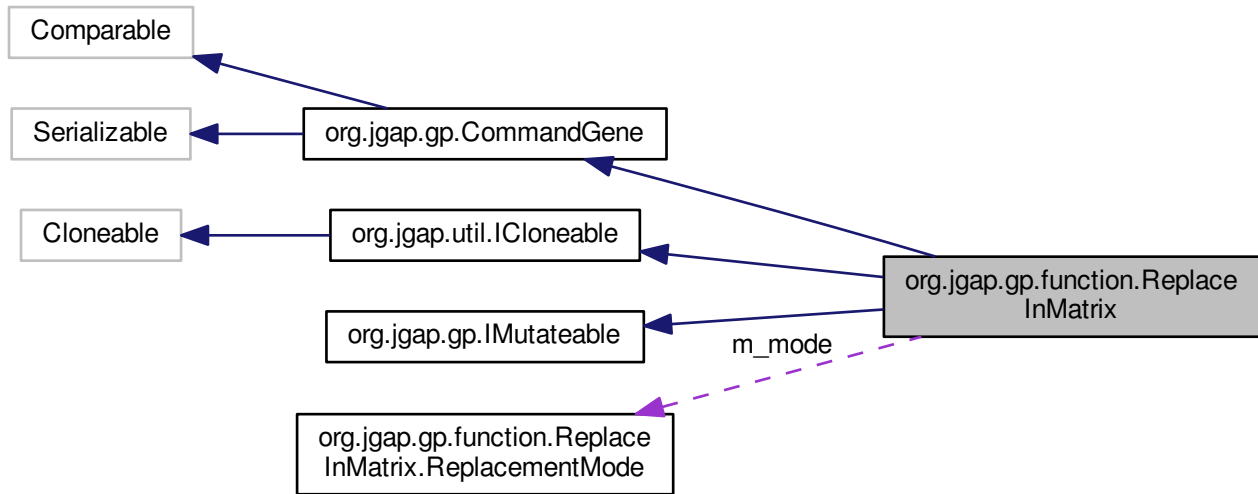 Comparable
Serializable
org.jgap.gp.CommandGene
Cloneable
org.jgap.util.ICloneable
org.jgap.gp.function.Replace
InMatrix
org.jgap.gp.IMutateable
m_mode
org.jgap.gp.function.Replace
InMatrix.ReplacementMode